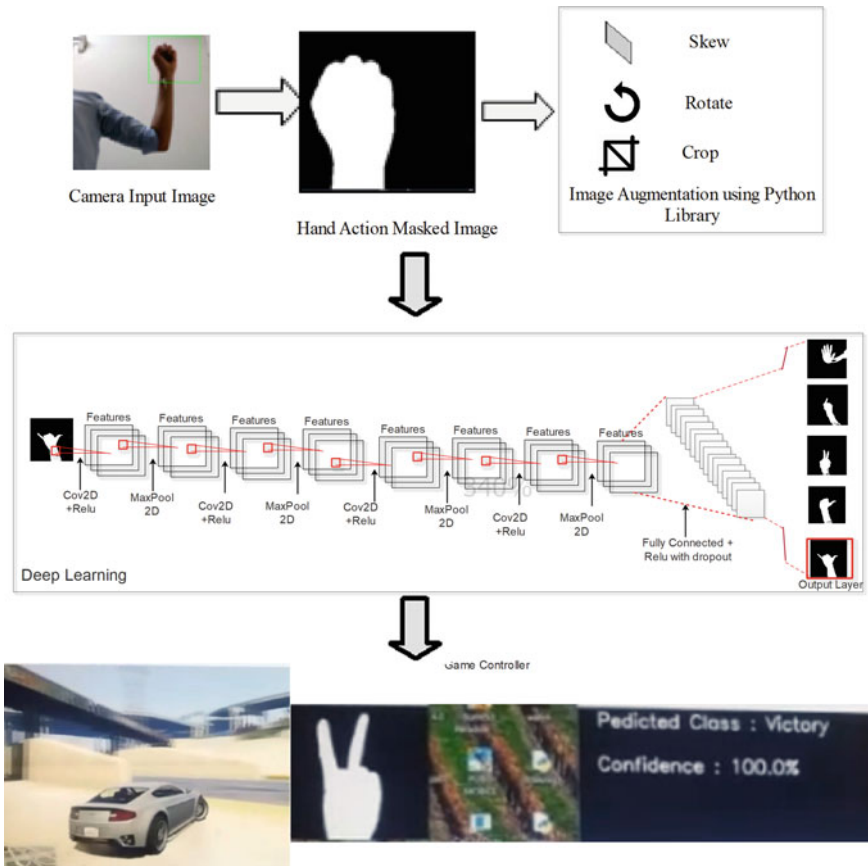 Skew
Rotate
Crop
Camera Input Image
Hand Action Masked Image
Image Augmentation using Python
Library
Features
Features
Features
Features
Features
Features
Features
Features
Cov2D
+Relu
MaxPool
2D
Cov2D
+Relu
MaxPool
2D
Cov2D
+Relu
MaxPool
2D
Cov2D
+Relu
MaxPool
2D
Fully Connected +
Relu with dropout
Output Layer
Deep Learning
Game Controller
Pedicted Class : Victory
Confidence : 100.0%